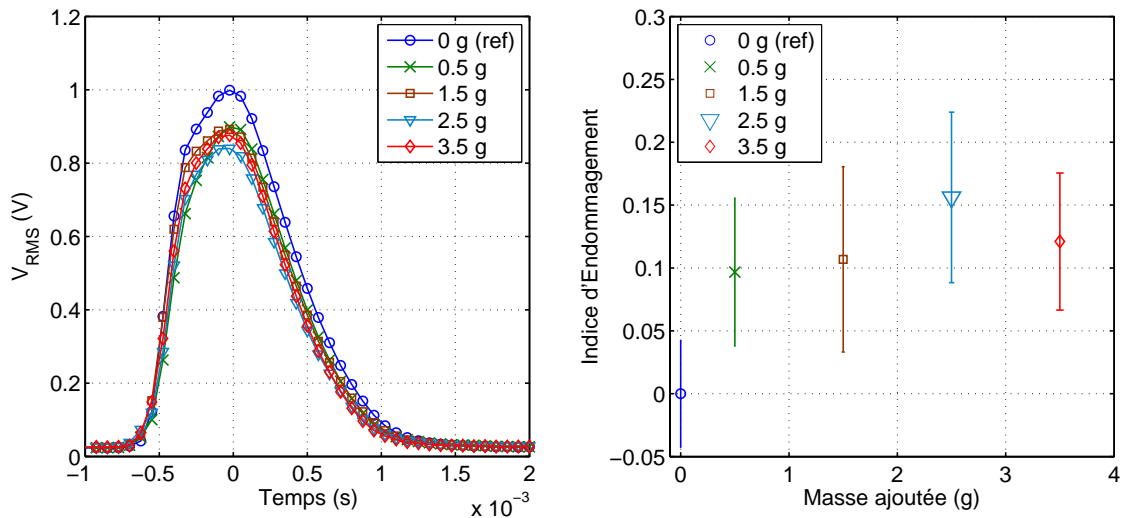 1.2
1
0.8
0.6
0.4
0.2
0
V_RMS (V)
−1
−0.5
0
0.5
1
1.5
2
Temps (s)
x 10^−3
0 g (ref)
0.5 g
1.5 g
2.5 g
3.5 g
0.3
0.25
0.2
0.15
0.1
0.05
0
−0.05
Indice d'Endommagement
0
1
2
3
4
Masse ajoutée (g)
0 g (ref)
0.5 g
1.5 g
2.5 g
3.5 g